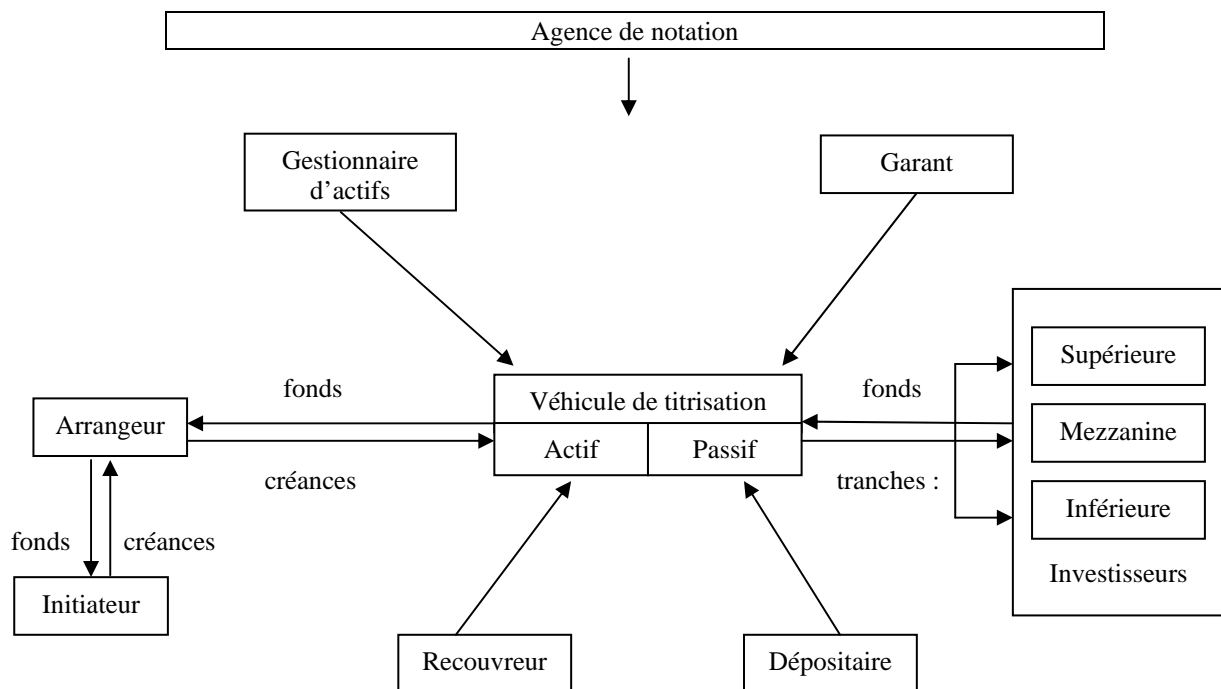 Agence de notation
Gestionnaire
d’actifs
Garant
Supérieure
fonds
Véhicule de titrisation
fonds
Arrangeur
Mezzanine
Actif
Passif
créances
tranches :
Inférieure
fonds
créances
Investisseurs
Initiateur
Recouvreur
Dépositaire